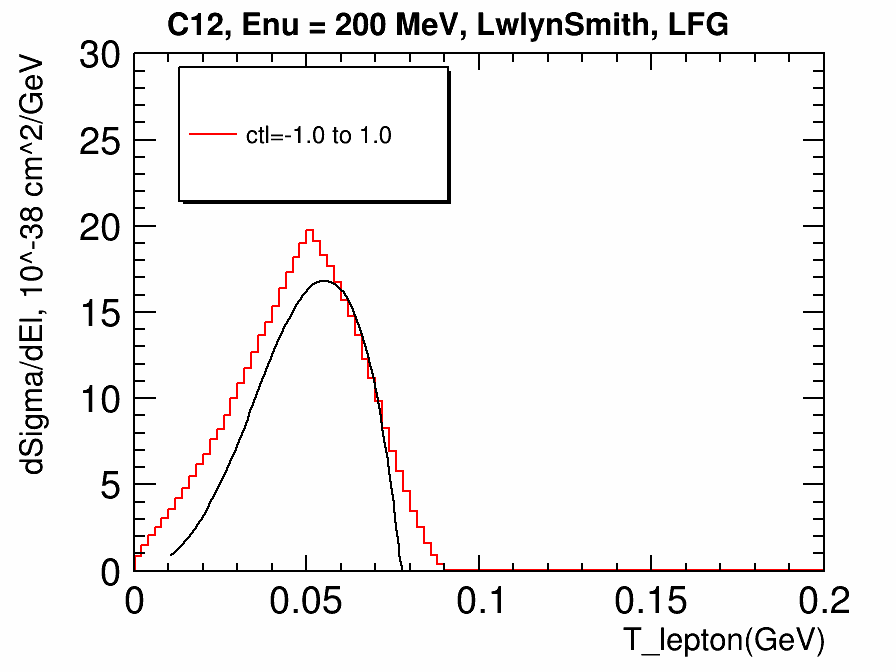 C12, Enu = 200 MeV, LwlynSmith, LFG
dSigma/dEl, 10^-38 cm^2/GeV
30
25
20
15
10
5
0
ctl=-1.0 to 1.0
0 0.05 0.1 0.15 0.2
T_lepton(GeV)